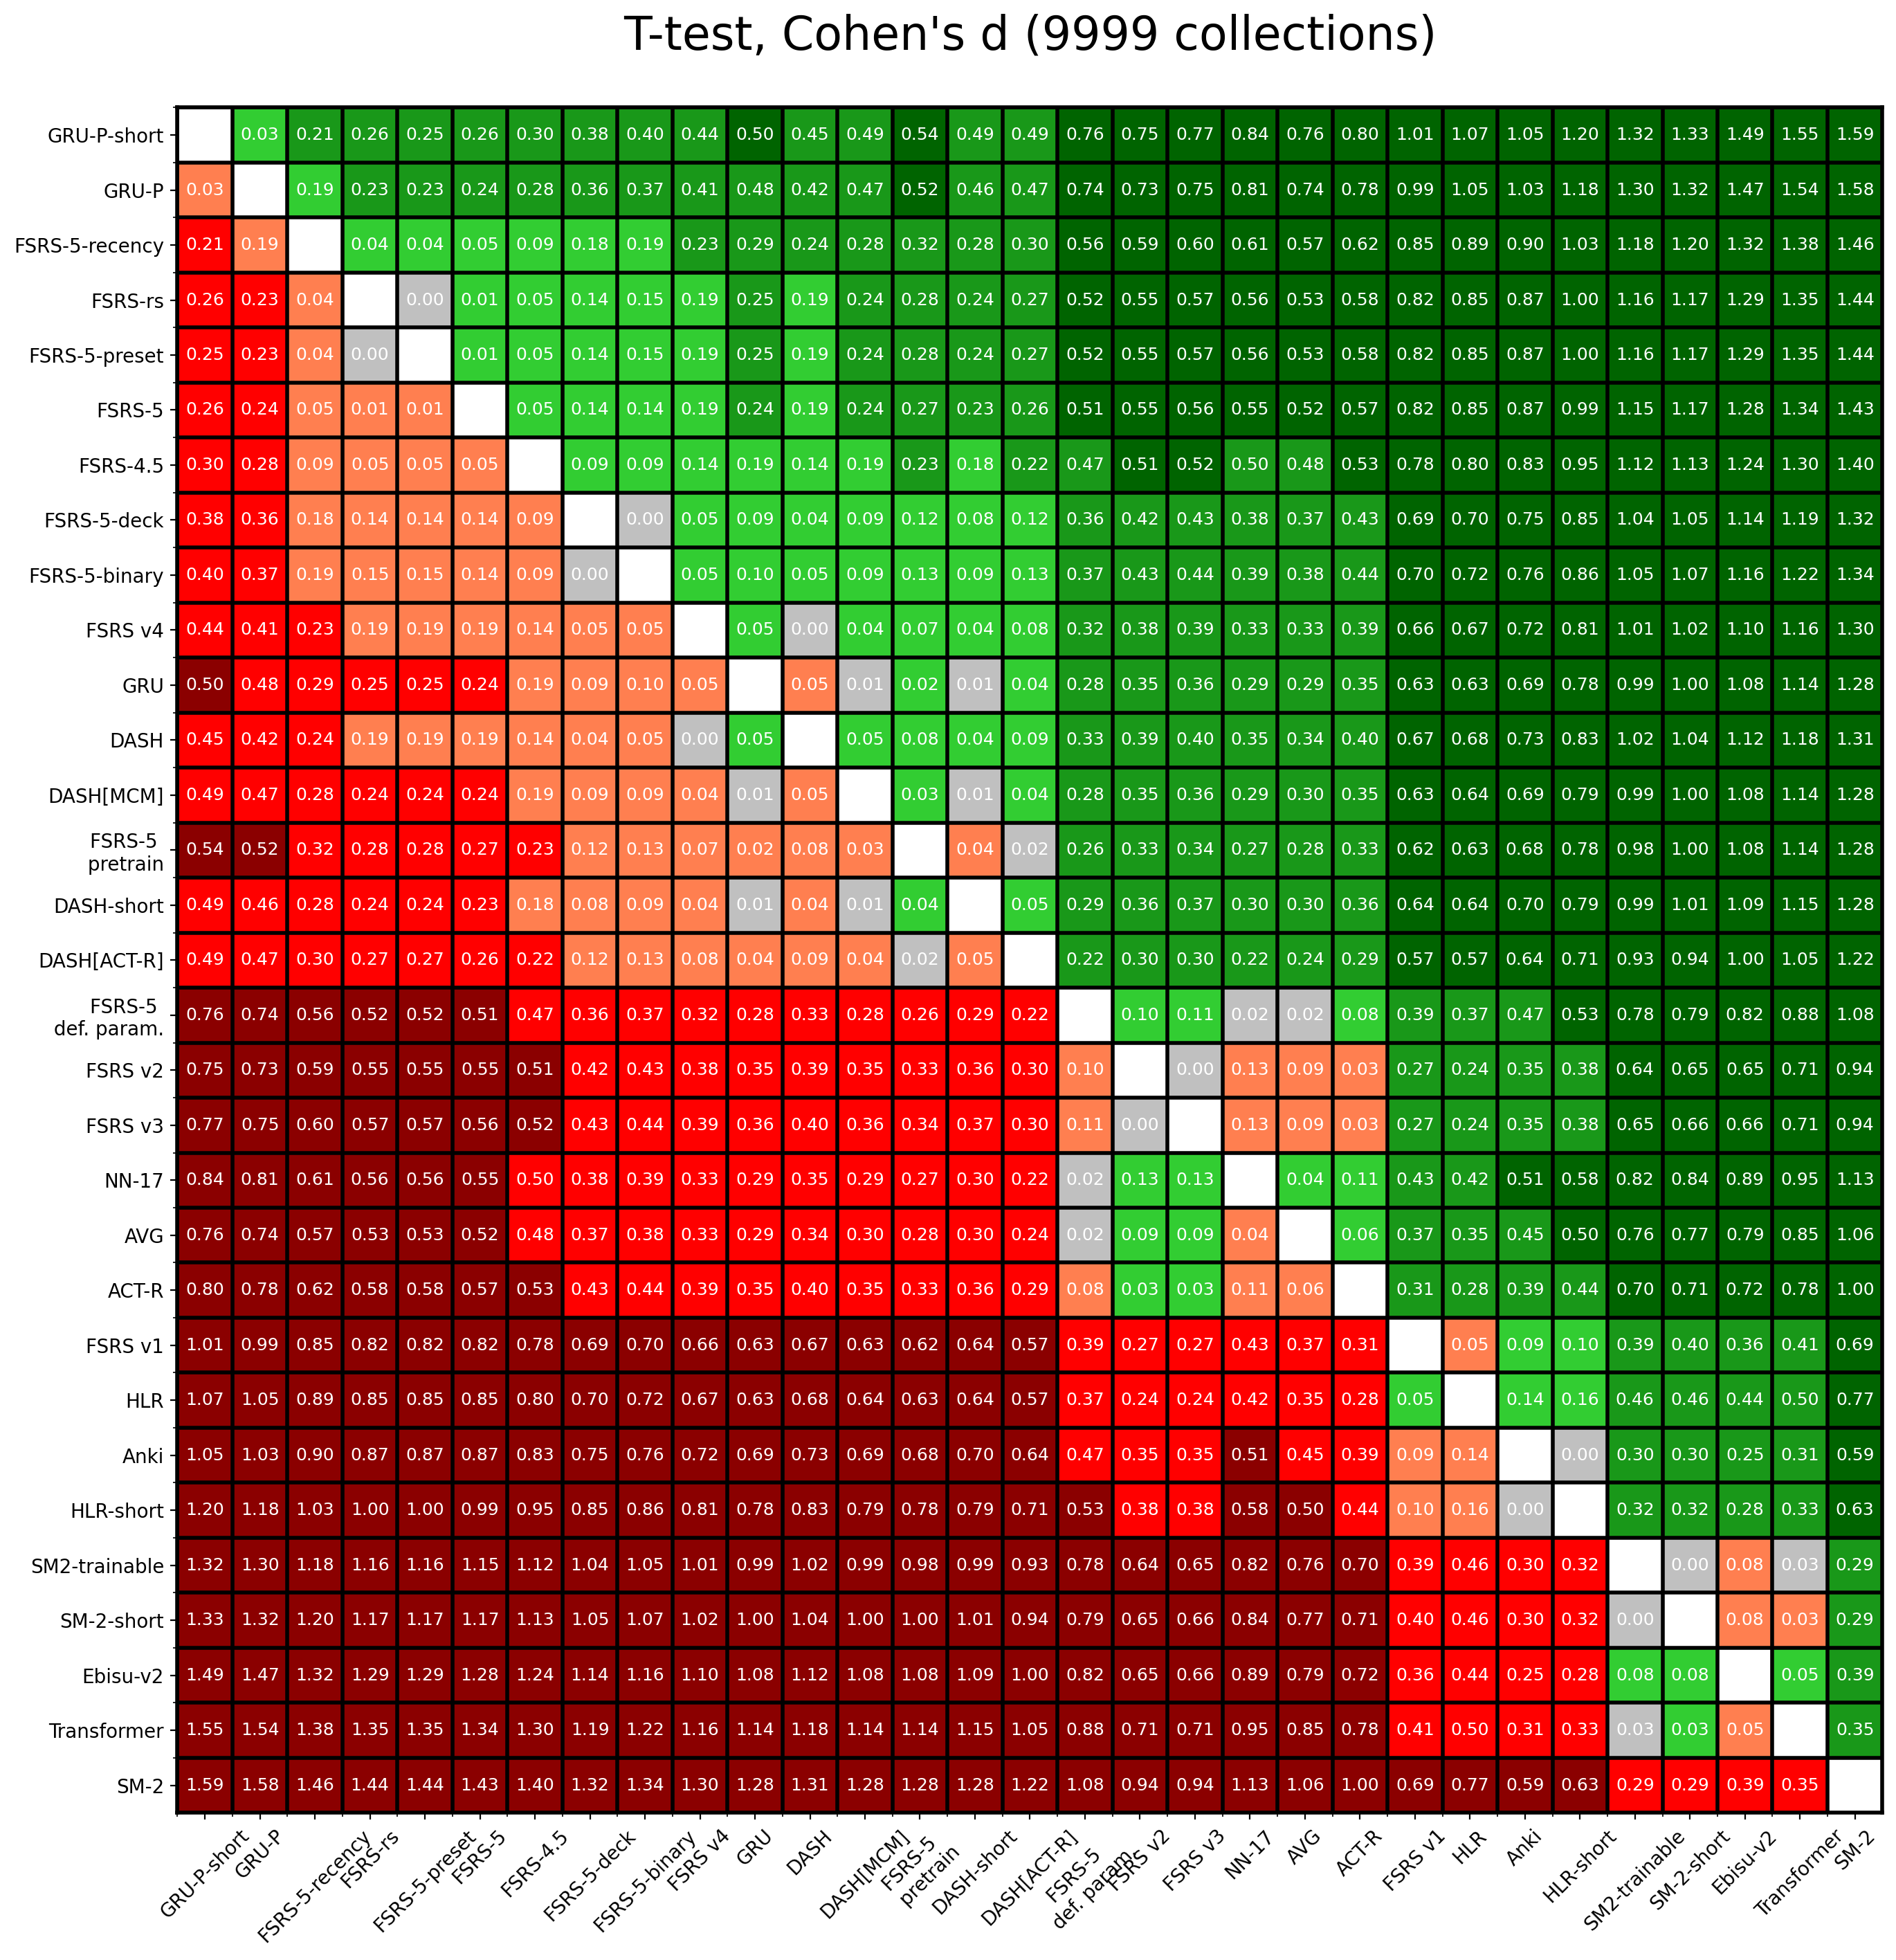 T-test, Cohen's d (9999 collections)
GRU-P-short 0.03 0.21 0.26 0.25 0.26 0.30 0.38 0.40 0.44 0.50 0.45 0.49 0.54 0.49 0.49 0.76 0.75 0.77 0.84 0.76 0.80 1.01 1.07 1.05 1.20 1.32 1.33 1.49 1.55 1.59
GRU-P 0.03 0.19 0.23 0.23 0.24 0.28 0.36 0.37 0.41 0.48 0.42 0.47 0.52 0.46 0.47 0.74 0.73 0.75 0.81 0.74 0.78 0.99 1.05 1.03 1.18 1.30 1.32 1.47 1.54 1.58
FSRS-5-recency 0.21 0.19 0.04 0.04 0.05 0.09 0.18 0.19 0.23 0.29 0.24 0.28 0.32 0.28 0.30 0.56 0.59 0.60 0.61 0.57 0.62 0.85 0.89 0.90 1.03 1.18 1.20 1.32 1.38 1.46
FSRS-rs 0.26 0.23 0.04 0.00 0.01 0.05 0.14 0.15 0.19 0.25 0.19 0.24 0.28 0.24 0.27 0.52 0.55 0.57 0.56 0.53 0.58 0.82 0.85 0.87 1.00 1.16 1.17 1.29 1.35 1.44
FSRS-5-preset 0.25 0.23 0.04 0.00 0.01 0.05 0.14 0.15 0.19 0.25 0.19 0.24 0.28 0.24 0.27 0.52 0.55 0.57 0.56 0.53 0.58 0.82 0.85 0.87 1.00 1.16 1.17 1.29 1.35 1.44
FSRS-5 0.26 0.24 0.05 0.01 0.01 0.05 0.14 0.14 0.19 0.24 0.19 0.24 0.27 0.23 0.26 0.51 0.55 0.56 0.55 0.52 0.57 0.82 0.85 0.87 0.99 1.15 1.17 1.28 1.34 1.43
FSRS-4.5 0.30 0.28 0.09 0.05 0.05 0.05 0.09 0.09 0.14 0.19 0.14 0.19 0.23 0.18 0.22 0.47 0.51 0.52 0.50 0.48 0.53 0.78 0.80 0.83 0.95 1.12 1.13 1.24 1.30 1.40
FSRS-5-deck 0.38 0.36 0.18 0.14 0.14 0.14 0.09 0.00 0.05 0.09 0.04 0.09 0.12 0.08 0.12 0.36 0.42 0.43 0.38 0.37 0.43 0.69 0.70 0.75 0.85 1.04 1.05 1.14 1.19 1.32
FSRS-5-binary 0.40 0.37 0.19 0.15 0.15 0.14 0.09 0.00 0.05 0.10 0.05 0.09 0.13 0.09 0.13 0.37 0.43 0.44 0.39 0.38 0.44 0.70 0.72 0.76 0.86 1.05 1.07 1.16 1.22 1.34
FSRS v4 0.44 0.41 0.23 0.19 0.19 0.19 0.14 0.05 0.05 0.05 0.00 0.04 0.07 0.04 0.08 0.32 0.38 0.39 0.33 0.33 0.39 0.66 0.67 0.72 0.81 1.01 1.02 1.10 1.16 1.30
GRU 0.50 0.48 0.29 0.25 0.25 0.24 0.19 0.09 0.10 0.05 0.05 0.01 0.02 0.01 0.04 0.28 0.35 0.36 0.29 0.29 0.35 0.63 0.63 0.69 0.78 0.99 1.00 1.08 1.14 1.28
DASH 0.45 0.42 0.24 0.19 0.19 0.19 0.14 0.04 0.05 0.00 0.05 0.05 0.08 0.04 0.09 0.33 0.39 0.40 0.35 0.34 0.40 0.67 0.68 0.73 0.83 1.02 1.04 1.12 1.18 1.31
DASH[MCM] 0.49 0.47 0.28 0.24 0.24 0.24 0.19 0.09 0.09 0.04 0.01 0.05 0.03 0.01 0.04 0.28 0.35 0.36 0.29 0.30 0.35 0.63 0.64 0.69 0.79 0.99 1.00 1.08 1.14 1.28
FSRS-5
pretrain 0.54 0.52 0.32 0.28 0.28 0.27 0.23 0.12 0.13 0.07 0.02 0.08 0.03 0.04 0.02 0.26 0.33 0.34 0.27 0.28 0.33 0.62 0.63 0.68 0.78 0.98 1.00 1.08 1.14 1.28
DASH-short 0.49 0.46 0.28 0.24 0.24 0.23 0.18 0.08 0.09 0.04 0.01 0.04 0.01 0.04 0.05 0.29 0.36 0.37 0.30 0.30 0.36 0.64 0.64 0.70 0.79 0.99 1.01 1.09 1.15 1.28
DASH[ACT-R] 0.49 0.47 0.30 0.27 0.27 0.26 0.22 0.12 0.13 0.08 0.04 0.09 0.04 0.02 0.05 0.22 0.30 0.30 0.22 0.24 0.29 0.57 0.57 0.64 0.71 0.93 0.94 1.00 1.05 1.22
FSRS-5
def. param. 0.76 0.74 0.56 0.52 0.52 0.51 0.47 0.36 0.37 0.32 0.28 0.33 0.28 0.26 0.29 0.22 0.10 0.11 0.02 0.02 0.08 0.39 0.37 0.47 0.53 0.78 0.79 0.82 0.88 1.08
FSRS v2 0.75 0.73 0.59 0.55 0.55 0.55 0.51 0.42 0.43 0.38 0.35 0.39 0.35 0.33 0.36 0.30 0.10 0.00 0.13 0.09 0.03 0.27 0.24 0.35 0.38 0.64 0.65 0.65 0.71 0.94
FSRS v3 0.77 0.75 0.60 0.57 0.57 0.56 0.52 0.43 0.44 0.39 0.36 0.40 0.36 0.34 0.37 0.30 0.11 0.00 0.13 0.09 0.03 0.27 0.24 0.35 0.38 0.65 0.66 0.66 0.71 0.94
NN-17 0.84 0.81 0.61 0.56 0.56 0.55 0.50 0.38 0.39 0.33 0.29 0.35 0.29 0.27 0.30 0.22 0.02 0.13 0.13 0.04 0.11 0.43 0.42 0.51 0.58 0.82 0.84 0.89 0.95 1.13
AVG 0.76 0.74 0.57 0.53 0.53 0.52 0.48 0.37 0.38 0.33 0.29 0.34 0.30 0.28 0.30 0.24 0.02 0.09 0.09 0.04 0.06 0.37 0.35 0.45 0.50 0.76 0.77 0.79 0.85 1.06
ACT-R 0.80 0.78 0.62 0.58 0.58 0.57 0.53 0.43 0.44 0.39 0.35 0.40 0.35 0.33 0.36 0.29 0.08 0.03 0.03 0.11 0.06 0.31 0.28 0.39 0.44 0.70 0.71 0.72 0.78 1.00
FSRS v1 1.01 0.99 0.85 0.82 0.82 0.82 0.78 0.69 0.70 0.66 0.63 0.67 0.63 0.62 0.64 0.57 0.39 0.27 0.27 0.43 0.37 0.31 0.05 0.09 0.10 0.39 0.40 0.36 0.41 0.69
HLR 1.07 1.05 0.89 0.85 0.85 0.85 0.80 0.70 0.72 0.67 0.63 0.68 0.64 0.63 0.64 0.57 0.37 0.24 0.24 0.42 0.35 0.28 0.05 0.14 0.16 0.46 0.46 0.44 0.50 0.77
Anki 1.05 1.03 0.90 0.87 0.87 0.87 0.83 0.75 0.76 0.72 0.69 0.73 0.69 0.68 0.70 0.64 0.47 0.35 0.35 0.51 0.45 0.39 0.09 0.14 0.00 0.30 0.30 0.25 0.31 0.59
HLR-short 1.20 1.18 1.03 1.00 1.00 0.99 0.95 0.85 0.86 0.81 0.78 0.83 0.79 0.78 0.79 0.71 0.53 0.38 0.38 0.58 0.50 0.44 0.10 0.16 0.00 0.32 0.32 0.28 0.33 0.63
SM2-trainable 1.32 1.30 1.18 1.16 1.16 1.15 1.12 1.04 1.05 1.01 0.99 1.02 0.99 0.98 0.99 0.93 0.78 0.64 0.65 0.82 0.76 0.70 0.39 0.46 0.30 0.32 0.00 0.08 0.03 0.29
SM-2-short 1.33 1.32 1.20 1.17 1.17 1.17 1.13 1.05 1.07 1.02 1.00 1.04 1.00 1.00 1.01 0.94 0.79 0.65 0.66 0.84 0.77 0.71 0.40 0.46 0.30 0.32 0.00 0.08 0.03 0.29
Ebisu-v2 1.49 1.47 1.32 1.29 1.29 1.28 1.24 1.14 1.16 1.10 1.08 1.12 1.08 1.08 1.09 1.00 0.82 0.65 0.66 0.89 0.79 0.72 0.36 0.44 0.25 0.28 0.08 0.08 0.05 0.39
Transformer 1.55 1.54 1.38 1.35 1.35 1.34 1.30 1.19 1.22 1.16 1.14 1.18 1.14 1.14 1.15 1.05 0.88 0.71 0.71 0.95 0.85 0.78 0.41 0.50 0.31 0.33 0.03 0.03 0.05 0.35
SM-2 1.59 1.58 1.46 1.44 1.44 1.43 1.40 1.32 1.34 1.30 1.28 1.31 1.28 1.28 1.28 1.22 1.08 0.94 0.94 1.13 1.06 1.00 0.69 0.77 0.59 0.63 0.29 0.29 0.39 0.35
GRU-P-short
GRU-P
FSRS-5-recency
FSRS-rs
FSRS-5-preset
FSRS-5
FSRS-4.5
FSRS-5-deck
FSRS-5-binary
FSRS v4
GRU
DASH
DASH[MCM]
FSRS-5
pretrain
DASH-short
DASH[ACT-R]
FSRS-5
def. param.
FSRS v2
FSRS v3
NN-17
AVG
ACT-R
FSRS v1
HLR
Anki
HLR-short
SM2-trainable
SM-2-short
Ebisu-v2
Transformer
SM-2